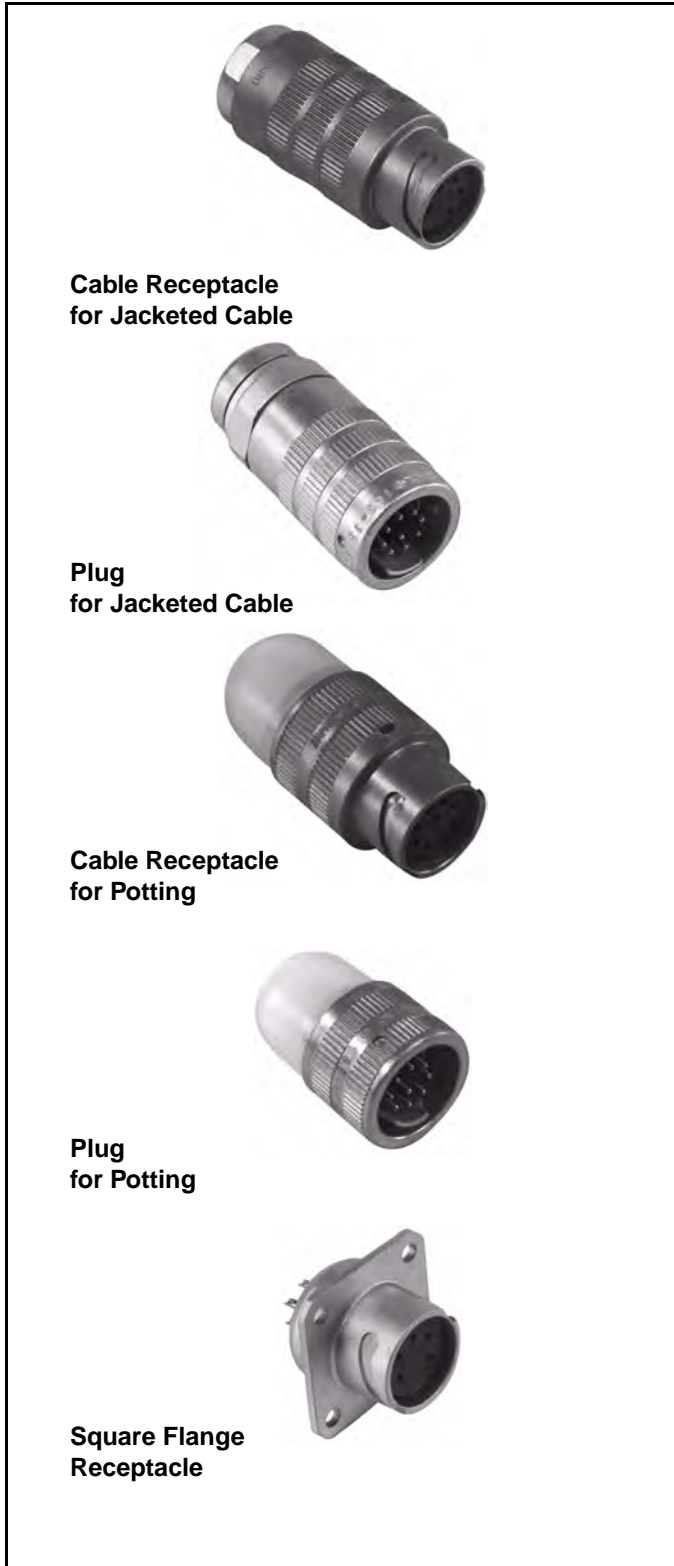 Cable Receptacle
for Jacketed Cable
Plug
for Jacketed Cable
Cable Receptacle
for Potting
Plug
for Potting
Square Flange
Receptacle